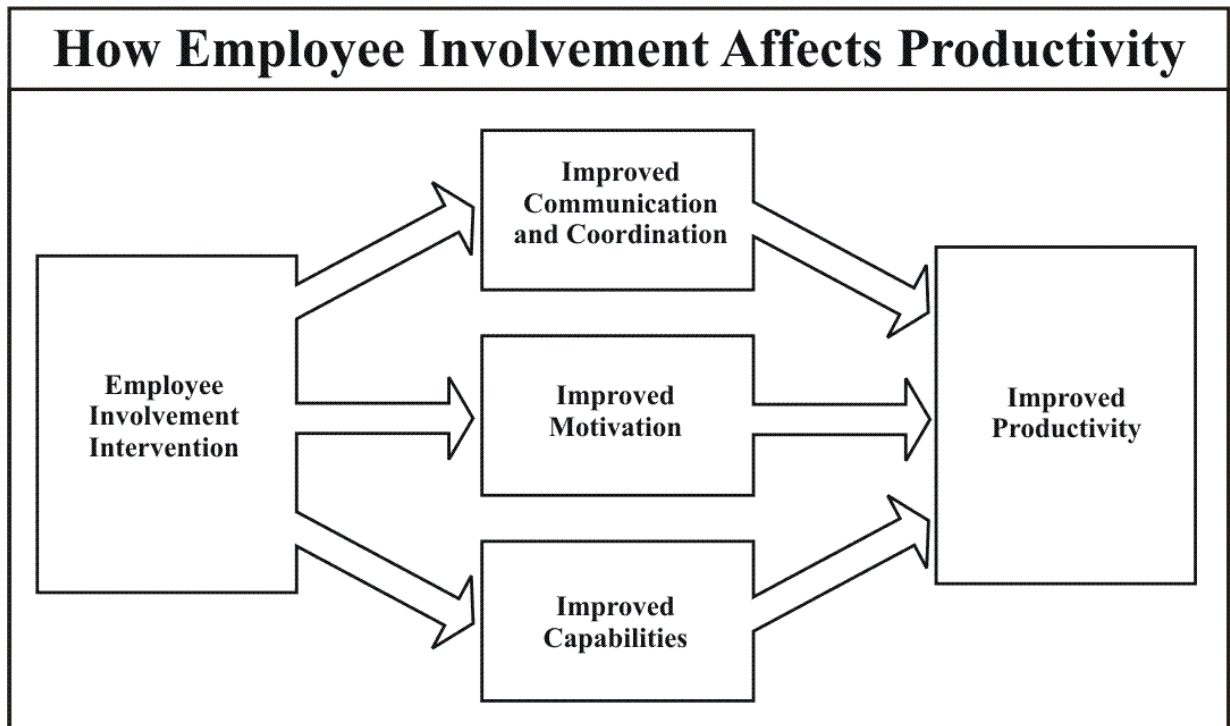 How Employee Involvement Affects Productivity
Improved
Communication
and Coordination
Employee
Involvement
Intervention
Improved
Motivation
Improved
Productivity
Improved
Capabilities